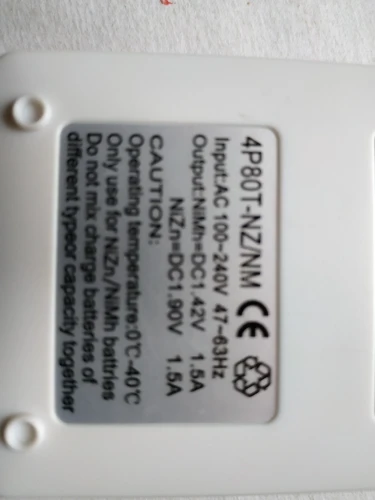 4P80T-NZ/NM CE
Input:AC 100~240V 47~63Hz
Output:NiMh=DC1.42V 1.5A
NiZn=DC1.90V 1.5A
CAUTION:
Operating temperature:0℃-40℃
Only use for NiZn/NiMh battries
Do not mix charge batteries of
different typeor capacity together